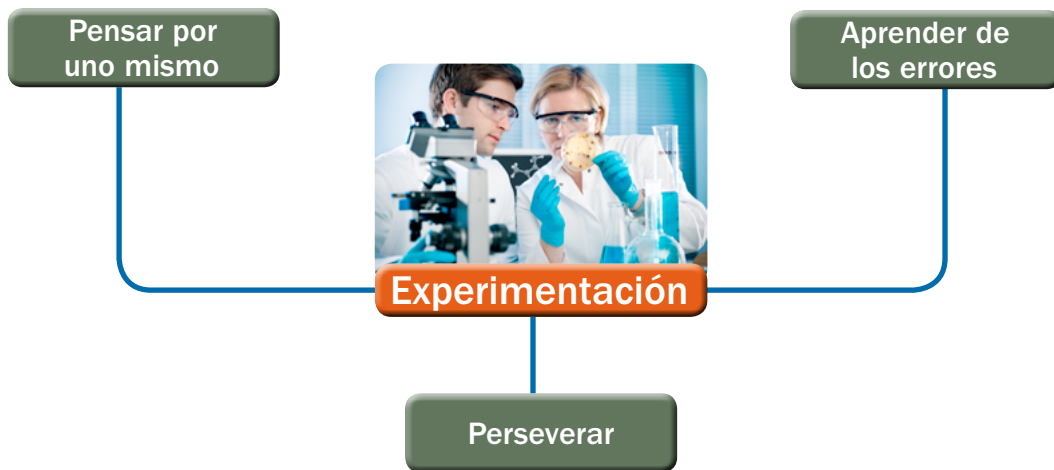 Pensar por
uno mismo
Aprender de
los errores
Experimentación
Perseverar